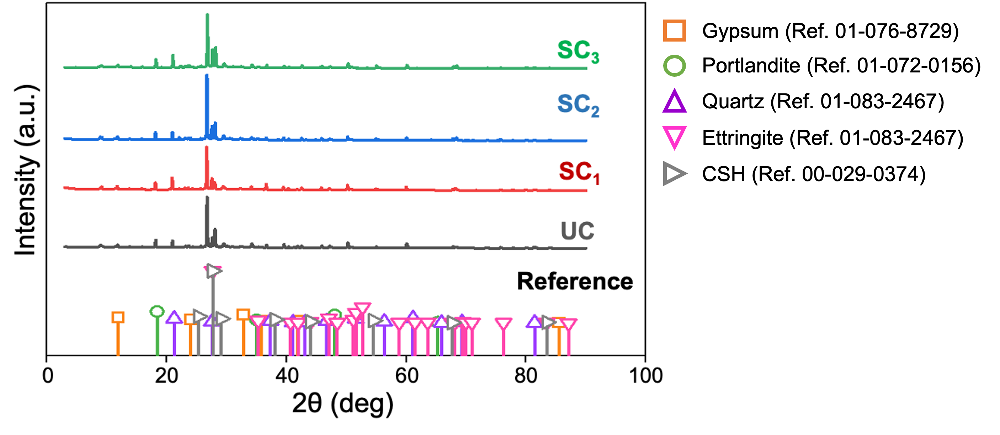 SC3
SC2
SC1
UC
Reference
Intensity (a.u.)
0 20 40 60 80 100
2θ (deg)
Gypsum (Ref. 01-076-8729)
Portlandite (Ref. 01-072-0156)
Quartz (Ref. 01-083-2467)
Ettringite (Ref. 01-083-2467)
CSH (Ref. 00-029-0374)